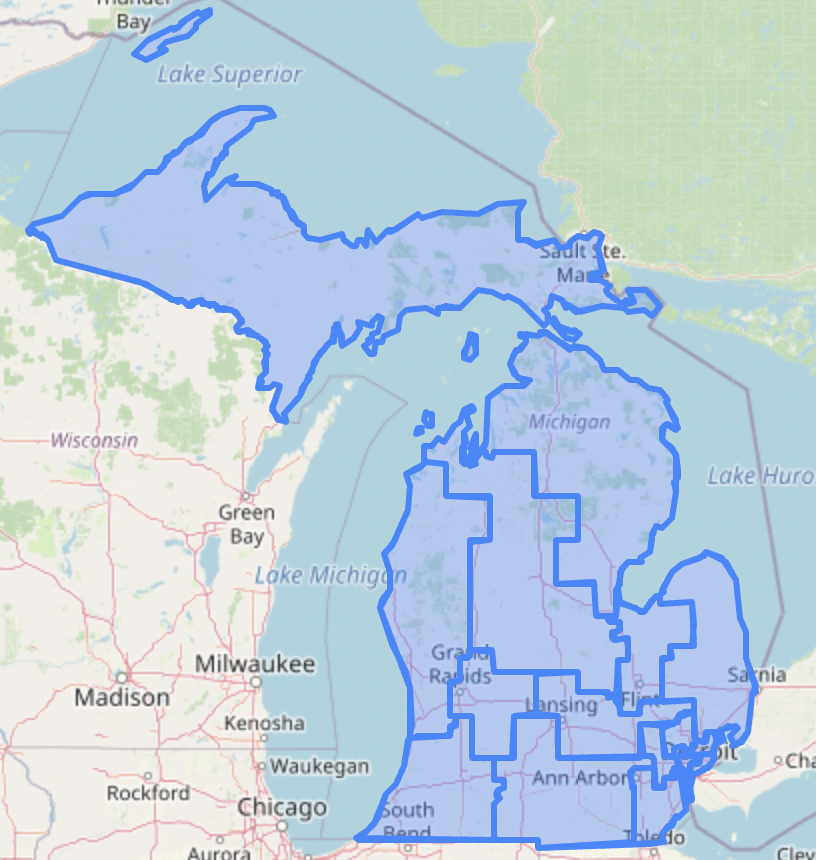 Thunder
Bay
Lake Superior
Sault Ste.
Marie
Michigan
Wisconsin
Lake Huro
Green
Bay
Lake Michigan
Grand
Rapids
Sarnia
Milwaukee
Madison
Flint
Lansing
Kenosha
Detroit
Waukegan
Cha
Ann Arbor
Rockford
Chicago
South
Bend
Toledo
Aurora
Clev